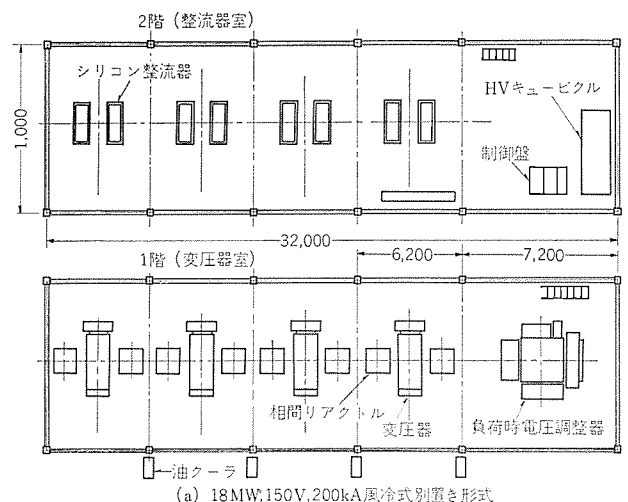 2階（整流器室）
シリコン整流器
HVキュービクル
制御盤
1,000
32,000
1階（変圧器室）
6,200
7,200
相間リアクトル
変圧器
負荷時電圧調整器
油クーラ
(a) 18MW,150V,200kA風冷式別置き形式